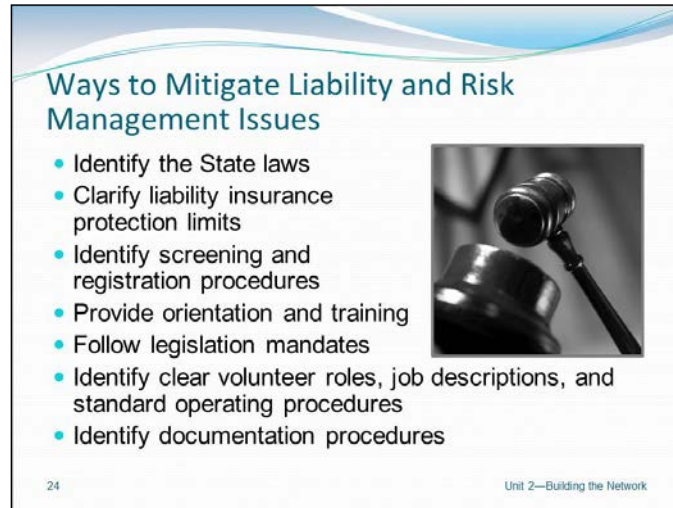 Ways to Mitigate Liability and Risk
Management Issues
• Identify the State laws
• Clarify liability insurance
protection limits
• Identify screening and
registration procedures
• Provide orientation and training
• Follow legislation mandates
• Identify clear volunteer roles, job descriptions, and
standard operating procedures
• Identify documentation procedures
24
Unit 2—Building the Network